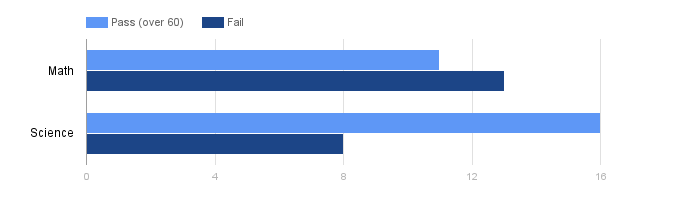 Pass (over 60) Fail
Math
Science
0 4 8 12 16